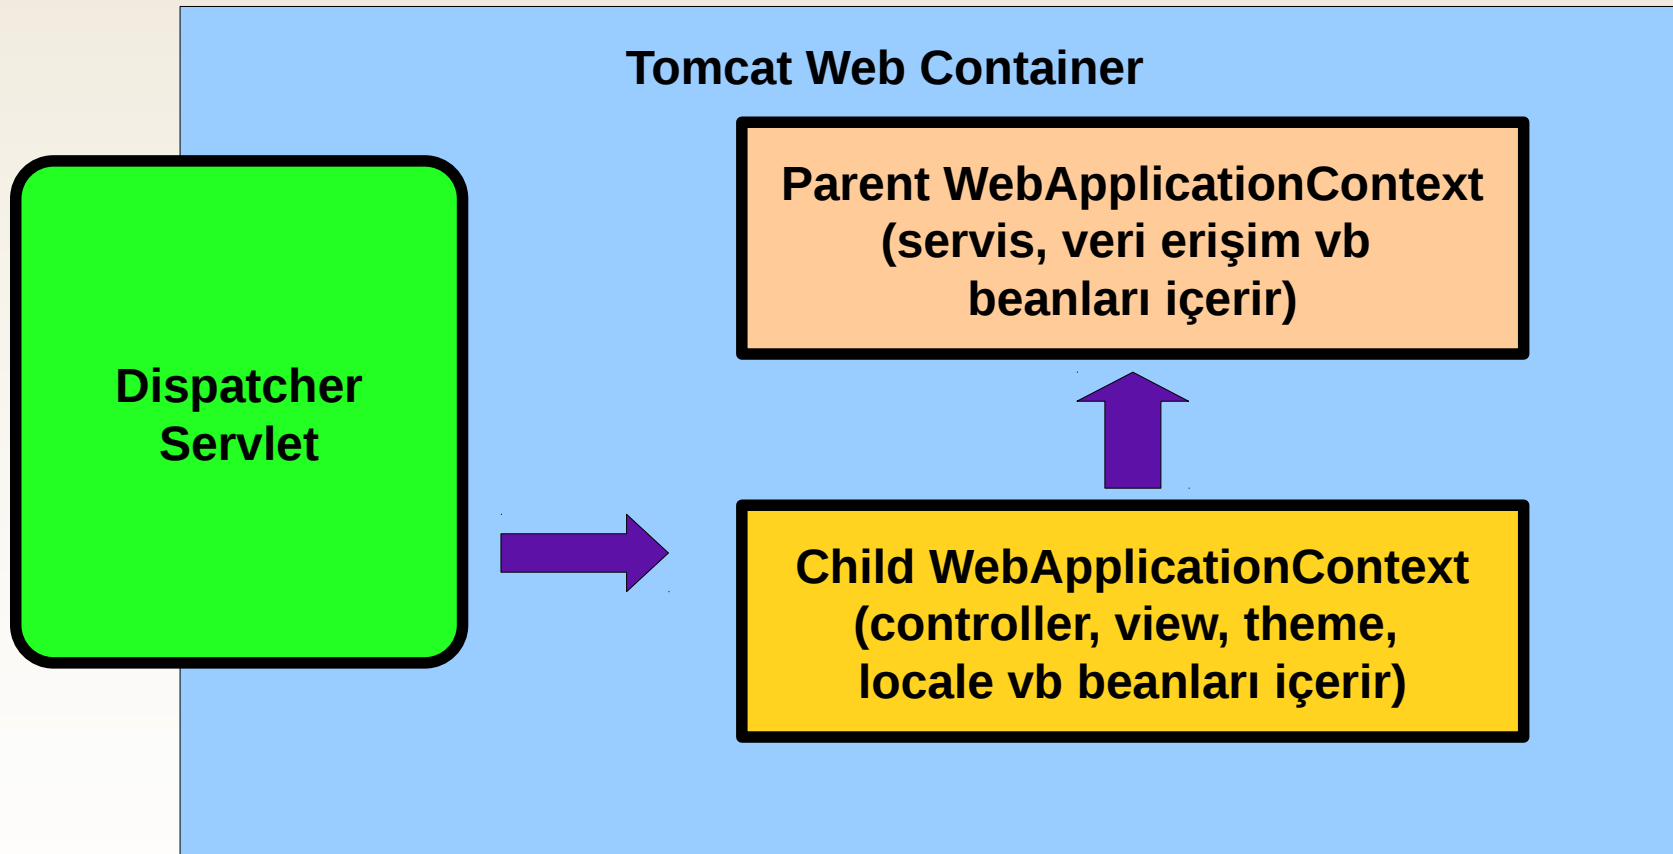 Tomcat Web Container
Parent WebApplicationContext
(servis, veri erişim vb
beanları içerir)
Dispatcher
Servlet
Child WebApplicationContext
(controller, view, theme,
locale vb beanları içerir)